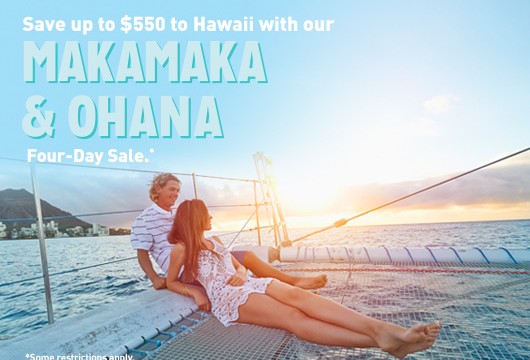 Save up to $550 to Hawaii with our
MAKAMAKA
& OHANA
Four-Day Sale.*
*Some restrictions apply.